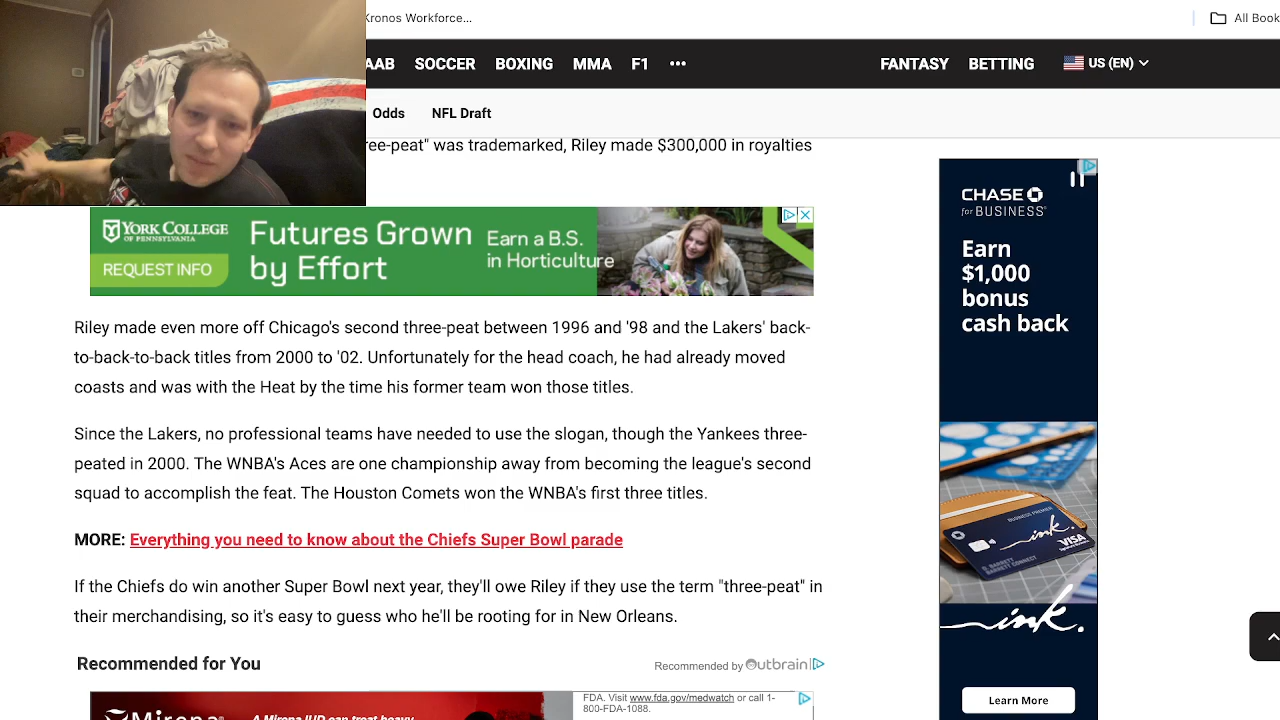 Kronos Workforce...
All Book
AAB SOCCER BOXING MMA F1 ••• FANTASY BETTING US (EN)
Odds NFL Draft
ree-peat" was trademarked, Riley made $300,000 in royalties
YORK COLLEGE
OF PENNSYLVANIA
REQUEST INFO
Futures Grown
by Effort
Earn a B.S.
in Horticulture
Riley made even more off Chicago's second three-peat between 1996 and '98 and the Lakers' back-
to-back-to-back titles from 2000 to '02. Unfortunately for the head coach, he had already moved
coasts and was with the Heat by the time his former team won those titles.
Since the Lakers, no professional teams have needed to use the slogan, though the Yankees three-
peated in 2000. The WNBA's Aces are one championship away from becoming the league's second
squad to accomplish the feat. The Houston Comets won the WNBA's first three titles.
MORE: Everything you need to know about the Chiefs Super Bowl parade
If the Chiefs do win another Super Bowl next year, they'll owe Riley if they use the term "three-peat" in
their merchandising, so it's easy to guess who he'll be rooting for in New Orleans.
Recommended for You
Recommended by Outbrain
Mirena
A Mirena IUD can treat heavy
FDA. Visit www.fda.gov/medwatch or call 1-
800-FDA-1088.
CHASE
for BUSINESS
Earn
$1,000
bonus
cash back
BUSINESS PREMIER
ink.
VISA
D. BARRETT
BARRETT CONNECT
ink.
Learn More